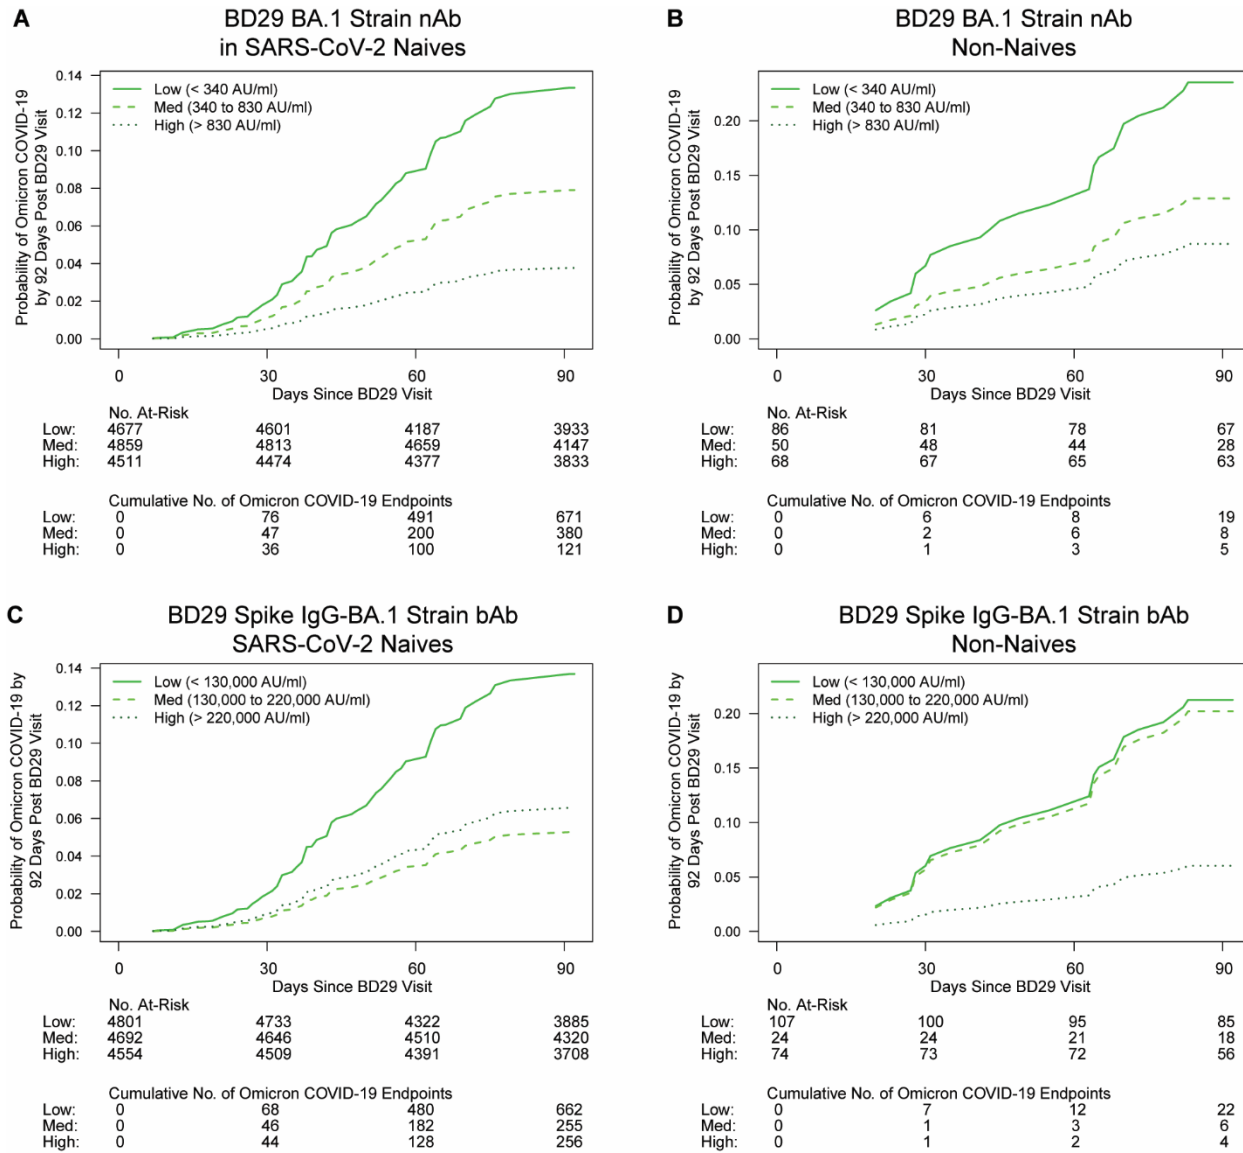 A
BD29 BA.1 Strain nAb
in SARS-CoV-2 Naives
Probability of Omicron COVID-19
by 92 Days Post BD29 Visit
0.14
0.12
0.10
0.08
0.06
0.04
0.02
0.00
Low (< 340 AU/ml)
Med (340 to 830 AU/ml)
High (> 830 AU/ml)
0 30 60 90
Days Since BD29 Visit
No. At-Risk
Low: 4677 4601 4187 3933
Med: 4859 4813 4659 4147
High: 4511 4474 4377 3833
Cumulative No. of Omicron COVID-19 Endpoints
Low: 0 76 491 671
Med: 0 47 200 380
High: 0 36 100 121
B
BD29 BA.1 Strain nAb
Non-Naives
Probability of Omicron COVID-19
by 92 Days Post BD29 Visit
0.20
0.15
0.10
0.05
0.00
Low (< 340 AU/ml)
Med (340 to 830 AU/ml)
High (> 830 AU/ml)
0 30 60 90
Days Since BD29 Visit
No. At-Risk
Low: 86 81 78 67
Med: 50 48 44 28
High: 68 67 65 63
Cumulative No. of Omicron COVID-19 Endpoints
Low: 0 6 8 19
Med: 0 2 6 8
High: 0 1 3 5
C
BD29 Spike IgG-BA.1 Strain bAb
SARS-CoV-2 Naives
Probability of Omicron COVID-19 by
92 Days Post BD29 Visit
0.14
0.12
0.10
0.08
0.06
0.04
0.02
0.00
Low (< 130,000 AU/ml)
Med (130,000 to 220,000 AU/ml)
High (> 220,000 AU/ml)
0 30 60 90
Days Since BD29 Visit
No. At-Risk
Low: 4801 4733 4322 3885
Med: 4692 4646 4510 4320
High: 4554 4509 4391 3708
Cumulative No. of Omicron COVID-19 Endpoints
Low: 0 68 480 662
Med: 0 46 182 255
High: 0 44 128 256
D
BD29 Spike IgG-BA.1 Strain bAb
Non-Naives
Probability of Omicron COVID-19 by
92 Days Post BD29 Visit
0.20
0.15
0.10
0.05
0.00
Low (< 130,000 AU/ml)
Med (130,000 to 220,000 AU/ml)
High (> 220,000 AU/ml)
0 30 60 90
Days Since BD29 Visit
No. At-Risk
Low: 107 100 95 85
Med: 24 24 21 18
High: 74 73 72 56
Cumulative No. of Omicron COVID-19 Endpoints
Low: 0 7 12 22
Med: 0 1 3 6
High: 0 1 2 4